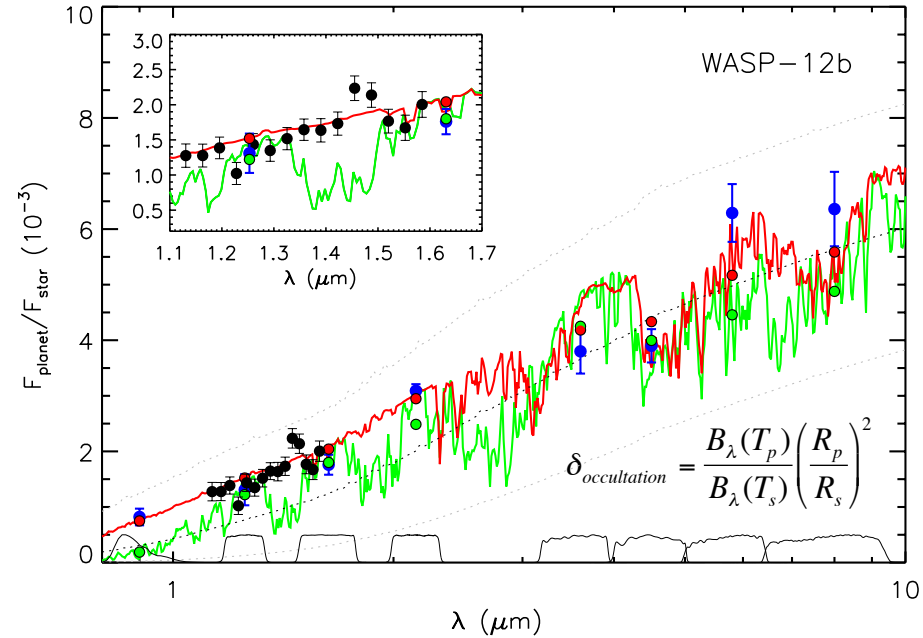 WASP-12b
F_planet/F_star (10^-3)
10
8
6
4
2
0
3.0
2.5
2.0
1.5
1.0
0.5
1.1 1.2 1.3 1.4 1.5 1.6 1.7
λ (μm)
δ_occultation = B_λ(T_p)/B_λ(T_s) (R_p/R_s)^2
1 10
λ (μm)